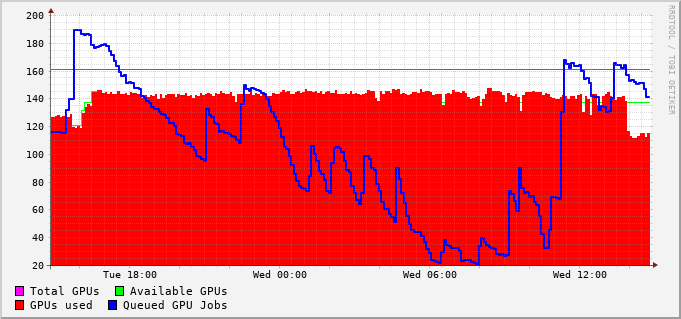 200
180
160
140
120
100
80
60
40
20
Tue 18:00 Wed 00:00 Wed 06:00 Wed 12:00
Total GPUs Available GPUs
GPUs used Queued GPU Jobs
RRDTOOL / TOBI OETIKER